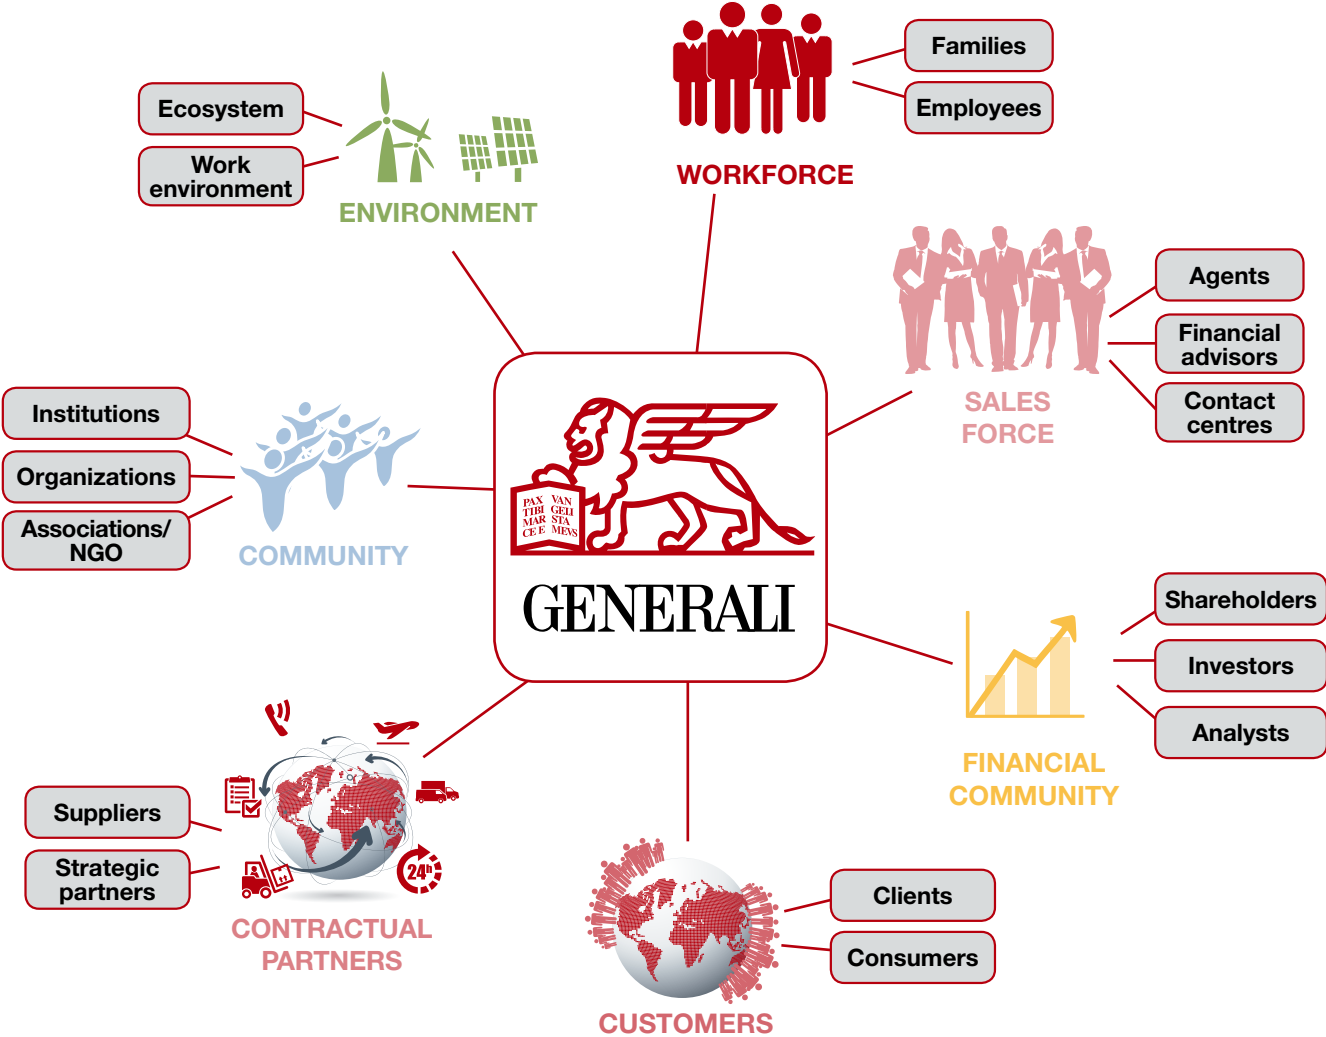 Families
Employees
WORKFORCE
Ecosystem
Work
environment
ENVIRONMENT
Agents
Financial
advisors
Contact
centres
SALES
FORCE
Institutions
Organizations
Associations/
NGO
COMMUNITY
PAX VAN
TIBI GELI
MAR STA
CE E MEVS
GENERALI
Shareholders
Investors
Analysts
FINANCIAL
COMMUNITY
Suppliers
Strategic
partners
24h
CONTRACTUAL
PARTNERS
Clients
Consumers
CUSTOMERS